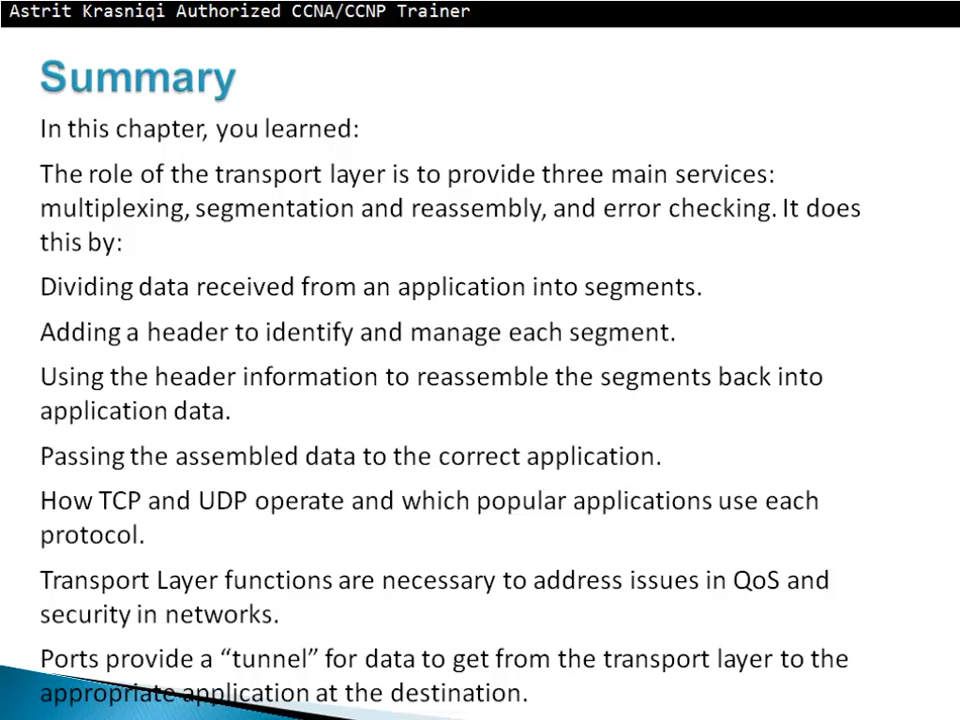 Astrit Krasniqi Authorized CCNA/CCNP Trainer
Summary
In this chapter, you learned:
The role of the transport layer is to provide three main services:
multiplexing, segmentation and reassembly, and error checking. It does
this by:
Dividing data received from an application into segments.
Adding a header to identify and manage each segment.
Using the header information to reassemble the segments back into
application data.
Passing the assembled data to the correct application.
How TCP and UDP operate and which popular applications use each
protocol.
Transport Layer functions are necessary to address issues in QoS and
security in networks.
Ports provide a “tunnel” for data to get from the transport layer to the
appropriate application at the destination.